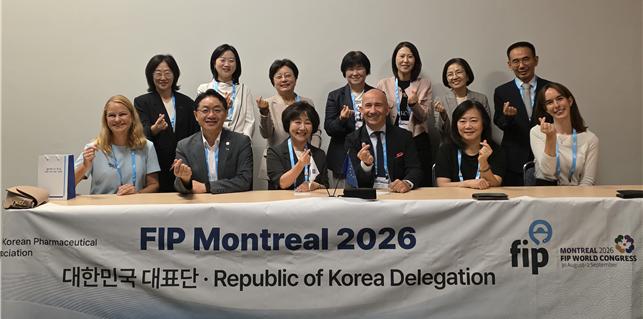 FIP Montreal 2026
Korean Pharmaceutical
대한민국 대표단 · Republic of Korea Delegation
fip
MONTREAL 2026
FIP WORLD CONGRESS